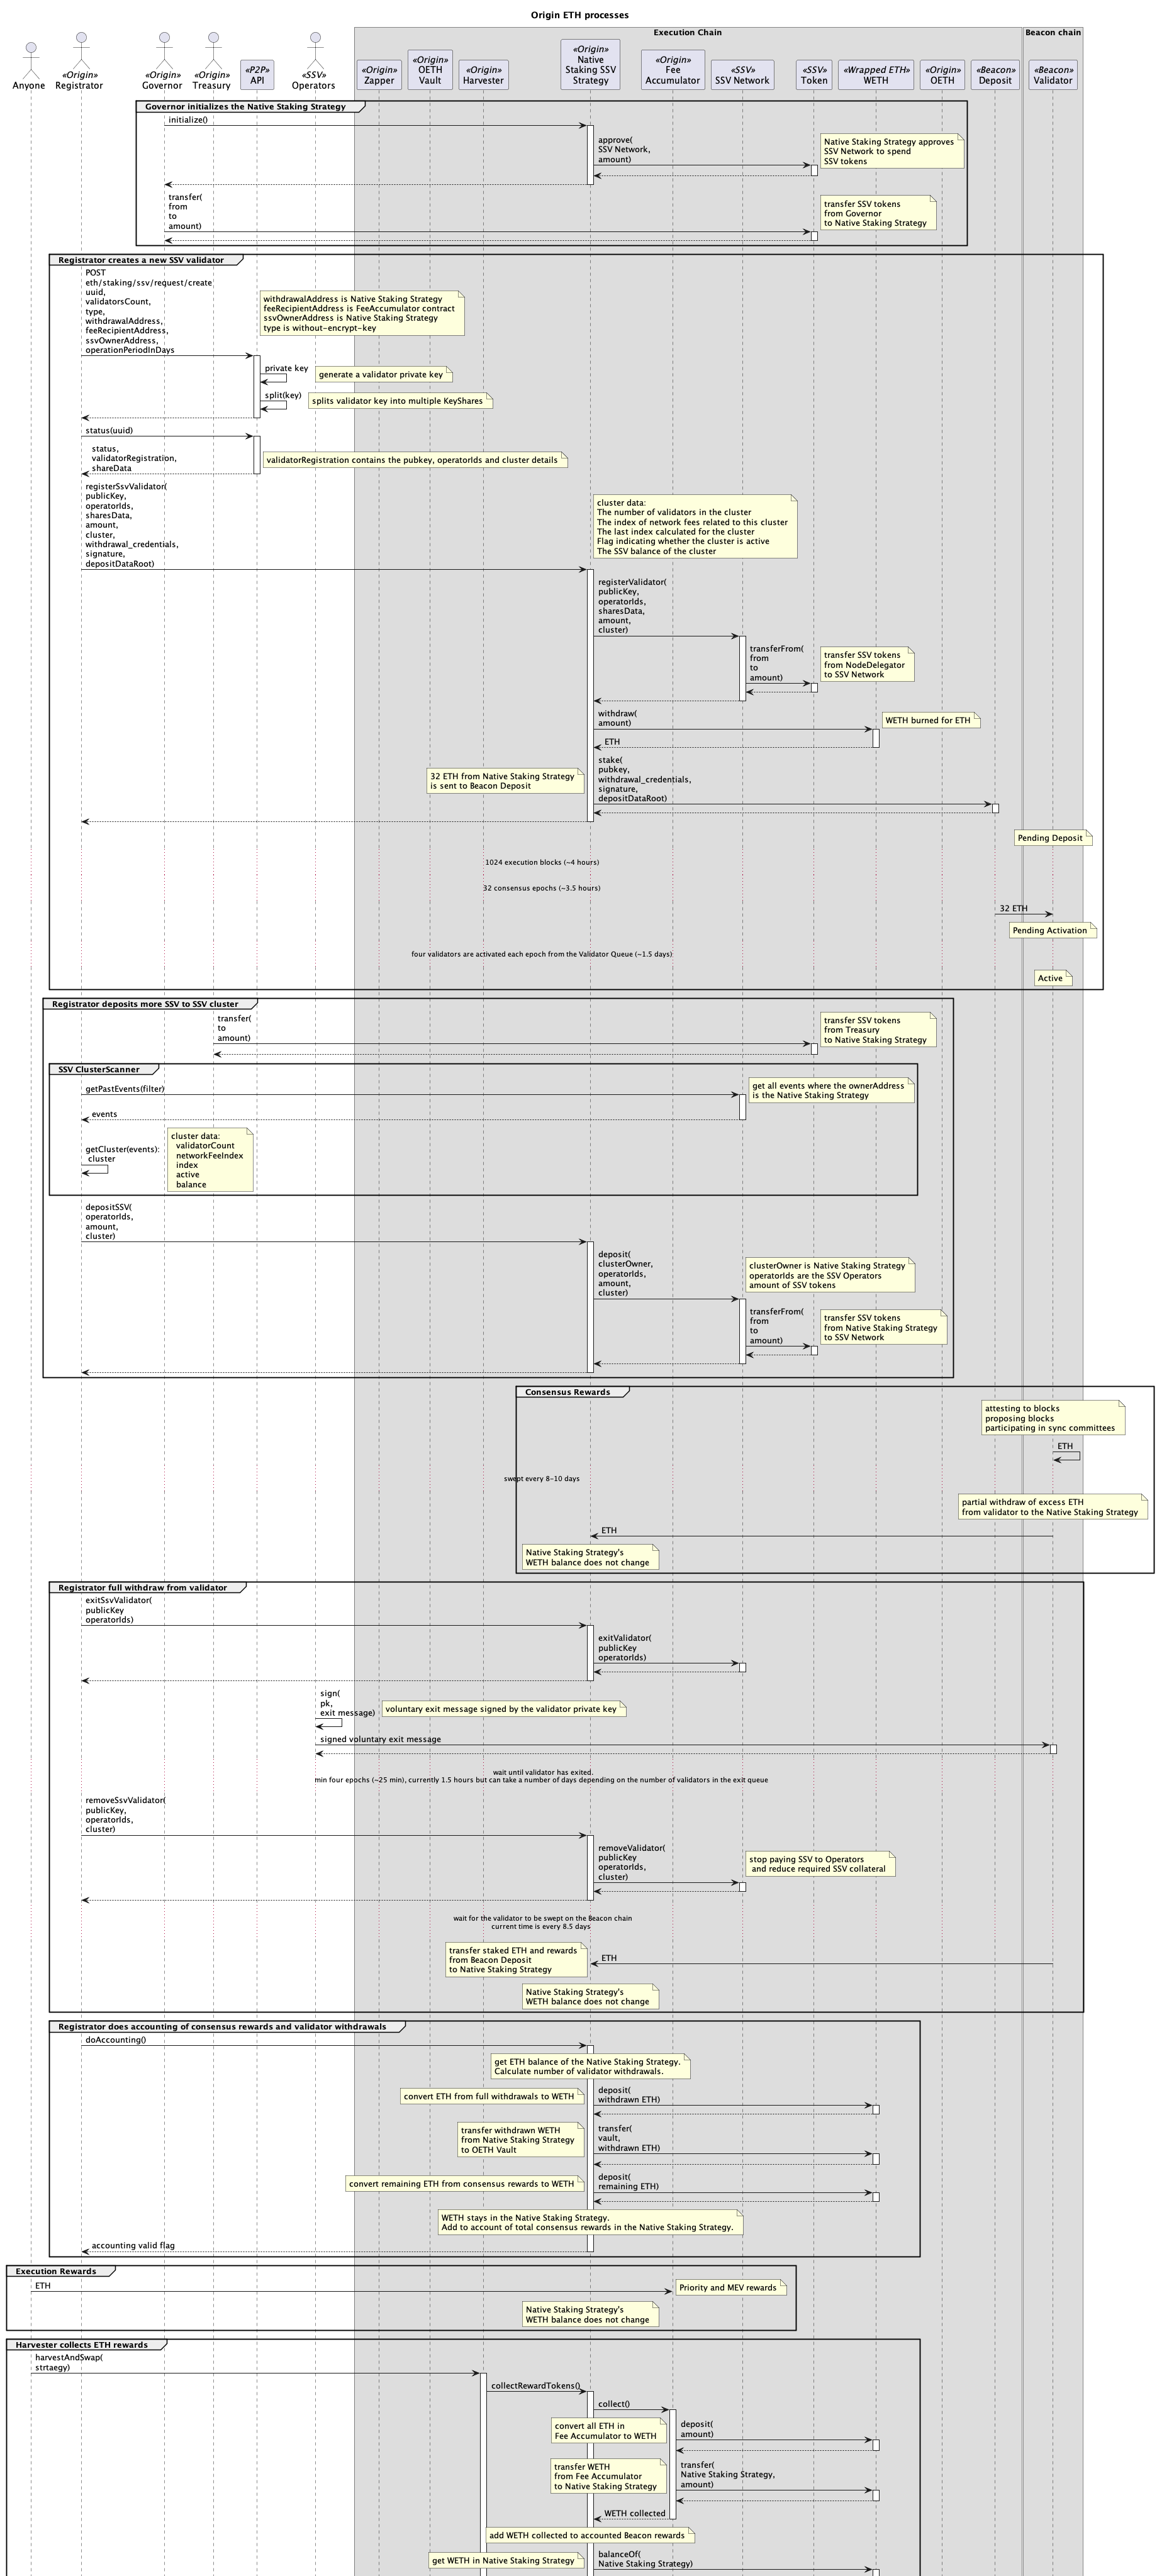 Origin ETH processes
Execution Chain
Beacon chain
Anyone
«Origin»
Registrator
«Origin»
Governor
«Origin»
Treasury
«P2P»
API
«SSV»
Operators
«Origin»
Zapper
«Origin»
OETH
Vault
«Origin»
Harvester
«Origin»
Native
Staking SSV
Strategy
«Origin»
Fee
Accumulator
«SSV»
SSV Network
«SSV»
Token
«Wrapped ETH»
WETH
«Origin»
OETH
«Beacon»
Deposit
«Beacon»
Validator
Governor initializes the Native Staking Strategy
initialize()
approve(
SSV Network,
amount)
Native Staking Strategy approves
SSV Network to spend
SSV tokens
transfer(
from
to
amount)
transfer SSV tokens
from Governor
to Native Staking Strategy
Registrator creates a new SSV validator
POST
eth/staking/ssv/request/create
uuid,
validatorsCount,
type,
withdrawalAddress,
feeRecipientAddress,
ssvOwnerAddress,
operationPeriodInDays
withdrawalAddress is Native Staking Strategy
feeRecipientAddress is FeeAccumulator contract
ssvOwnerAddress is Native Staking Strategy
type is without-encrypt-key
private key
generate a validator private key
split(key)
splits validator key into multiple KeyShares
status(uuid)
status,
validatorRegistration,
shareData
validatorRegistration contains the pubkey, operatorIds and cluster details
registerSsvValidator(
publicKey,
operatorIds,
sharesData,
amount,
cluster,
withdrawal_credentials,
signature,
depositDataRoot)
cluster data:
The number of validators in the cluster
The index of network fees related to this cluster
The last index calculated for the cluster
Flag indicating whether the cluster is active
The SSV balance of the cluster
registerValidator(
publicKey,
operatorIds,
sharesData,
amount,
cluster)
transferFrom(
from
to
amount)
transfer SSV tokens
from NodeDelegator
to SSV Network
withdraw(
amount)
WETH burned for ETH
ETH
stake(
pubkey,
withdrawal_credentials,
signature,
depositDataRoot)
32 ETH from Native Staking Strategy
is sent to Beacon Deposit
Pending Deposit
1024 execution blocks (~4 hours)
32 consensus epochs (~3.5 hours)
32 ETH
Pending Activation
four validators are activated each epoch from the Validator Queue (~1.5 days)
Active
Registrator deposits more SSV to SSV cluster
transfer(
to
amount)
transfer SSV tokens
from Treasury
to Native Staking Strategy
SSV ClusterScanner
getPastEvents(filter)
get all events where the ownerAddress
is the Native Staking Strategy
events
getCluster(events):
cluster
cluster data:
validatorCount
networkFeeIndex
index
active
balance
depositSSV(
operatorIds,
amount,
cluster)
deposit(
clusterOwner,
operatorIds,
amount,
cluster)
clusterOwner is Native Staking Strategy
operatorIds are the SSV Operators
amount of SSV tokens
transferFrom(
from
to
amount)
transfer SSV tokens
from Native Staking Strategy
to SSV Network
Consensus Rewards
attesting to blocks
proposing blocks
participating in sync committees
ETH
swept every 8-10 days
partial withdraw of excess ETH
from validator to the Native Staking Strategy
ETH
Native Staking Strategy's
WETH balance does not change
Registrator full withdraw from validator
exitSsvValidator(
publicKey
operatorIds)
exitValidator(
publicKey
operatorIds)
sign(
pk,
exit message)
voluntary exit message signed by the validator private key
signed voluntary exit message
wait until validator has exited.
min four epochs (~25 min), currently 1.5 hours but can take a number of days depending on the number of validators in the exit queue
removeSsvValidator(
publicKey,
operatorIds,
cluster)
removeValidator(
publicKey
operatorIds,
cluster)
stop paying SSV to Operators
and reduce required SSV collateral
wait for the validator to be swept on the Beacon chain
current time is every 8.5 days
transfer staked ETH and rewards
from Beacon Deposit
to Native Staking Strategy
ETH
Native Staking Strategy's
WETH balance does not change
Registrator does accounting of consensus rewards and validator withdrawals
doAccounting()
get ETH balance of the Native Staking Strategy.
Calculate number of validator withdrawals.
convert ETH from full withdrawals to WETH
deposit(
withdrawn ETH)
transfer withdrawn WETH
from Native Staking Strategy
to OETH Vault
transfer(
vault,
withdrawn ETH)
convert remaining ETH from consensus rewards to WETH
deposit(
remaining ETH)
WETH stays in the Native Staking Strategy.
Add to account of total consensus rewards in the Native Staking Strategy.
accounting valid flag
Execution Rewards
ETH
Priority and MEV rewards
Native Staking Strategy's
WETH balance does not change
Harvester collects ETH rewards
harvestAndSwap(
strtaegy)
collectRewardTokens()
collect()
convert all ETH in
Fee Accumulator to WETH
deposit(
amount)
transfer WETH
from Fee Accumulator
to Native Staking Strategy
transfer(
Native Staking Strategy,
amount)
WETH collected
add WETH collected to accounted Beacon rewards
get WETH in Native Staking Strategy
balanceOf(
Native Staking Strategy)